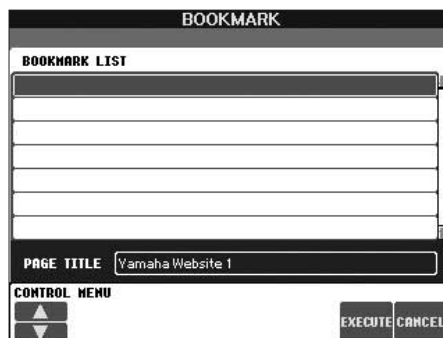 BOOKMARK
BOOKMARK LIST
PAGE TITLE Yamaha Website 1
CONTROL MENU
EXECUTE CANCEL